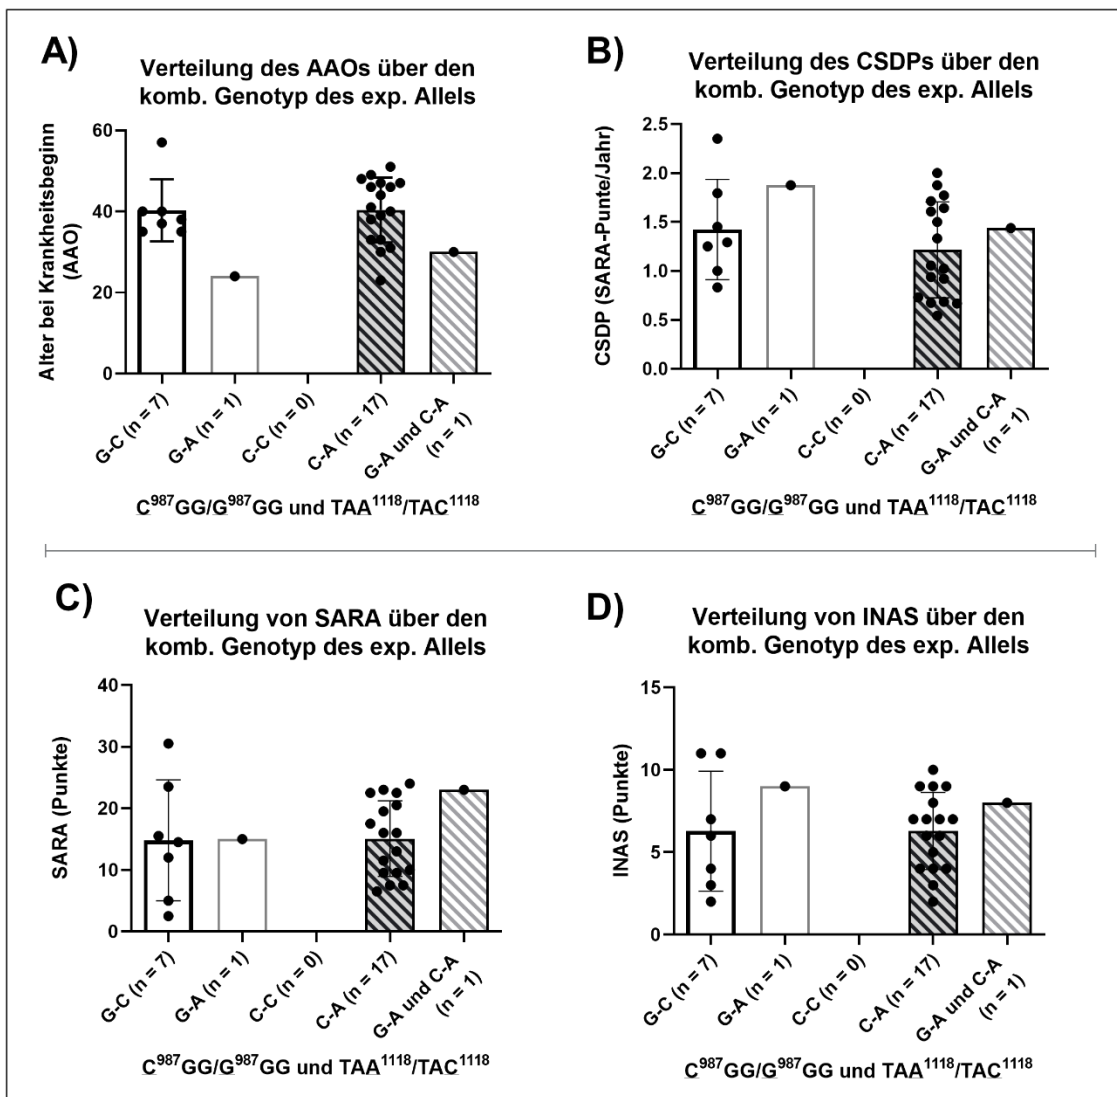 A)
Verteilung des AAOs über den
komb. Genotyp des exp. Allels
Alter bei Krankheitsbeginn
(AAO)
60
40
20
0
G-C (n = 7)
G-A (n = 1)
C-C (n = 0)
C-A (n = 17)
G-A und C-A
(n = 1)
C⁹⁸⁷GG/G⁹⁸⁷GG und TAA¹¹¹⁸/TAC¹¹¹⁸
B)
Verteilung des CSDPs über den
komb. Genotyp des exp. Allels
CSDP (SARA-Punte/Jahr)
2.5
2.0
1.5
1.0
0.5
0.0
G-C (n = 7)
G-A (n = 1)
C-C (n = 0)
C-A (n = 17)
G-A und C-A
(n = 1)
C⁹⁸⁷GG/G⁹⁸⁷GG und TAA¹¹¹⁸/TAC¹¹¹⁸
C)
Verteilung von SARA über den
komb. Genotyp des exp. Allels
SARA (Punkte)
40
30
20
10
0
G-C (n = 7)
G-A (n = 1)
C-C (n = 0)
C-A (n = 17)
G-A und C-A
(n = 1)
C⁹⁸⁷GG/G⁹⁸⁷GG und TAA¹¹¹⁸/TAC¹¹¹⁸
D)
Verteilung von INAS über den
komb. Genotyp des exp. Allels
INAS (Punkte)
15
10
5
0
G-C (n = 7)
G-A (n = 1)
C-C (n = 0)
C-A (n = 17)
G-A und C-A
(n = 1)
C⁹⁸⁷GG/G⁹⁸⁷GG und TAA¹¹¹⁸/TAC¹¹¹⁸